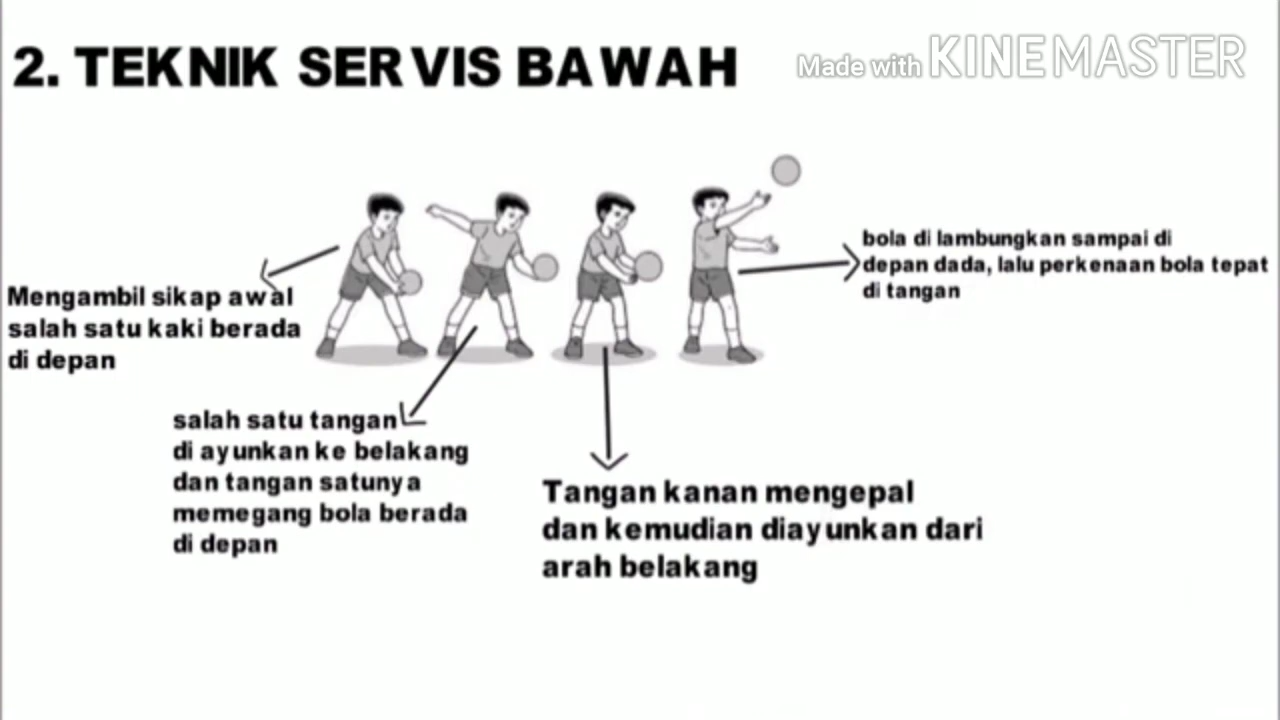 2. TEKNIK SERVIS BAWAH
Made with KINEMASTER
bola di lambungkan sampai di
depan dada, lalu perkenaan bola tepat
di tangan
Mengambil sikap awal
salah satu kaki berada
di depan
salah satu tangan
di ayunkan ke belakang
dan tangan satunya
memegang bola berada
di depan
Tangan kanan mengepal
dan kemudian diayunkan dari
arah belakang